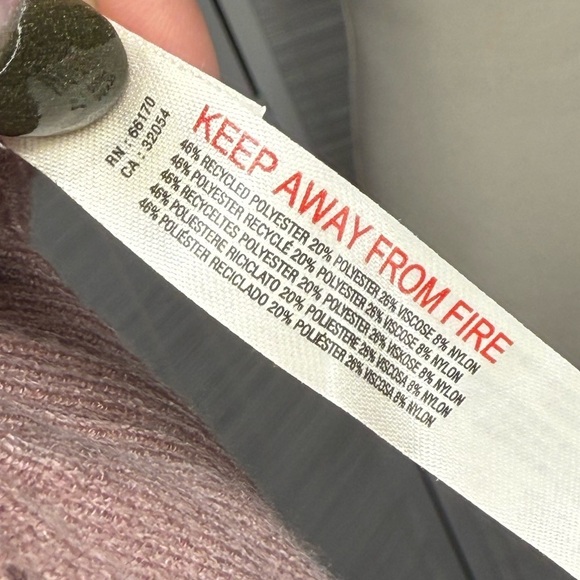 RN : 66170
CA : 32054
KEEP AWAY FROM FIRE
46% RECYCLED POLYESTER 20% POLYESTER 26% VISCOSE 8% NYLON
46% POLYESTER RECYCLÉ 20% POLYESTER 26% VISCOSE 8% NYLON
46% RECYCELTES POLYESTER 20% POLYESTER 26% VISKOSE 8% NYLON
46% POLIESTERE RICICLATO 20% POLIESTERE 26% VISCOSA 8% NYLON
46% POLIÉSTER RECICLADO 20% POLIÉSTER 26% VISCOSA 8% NYLON